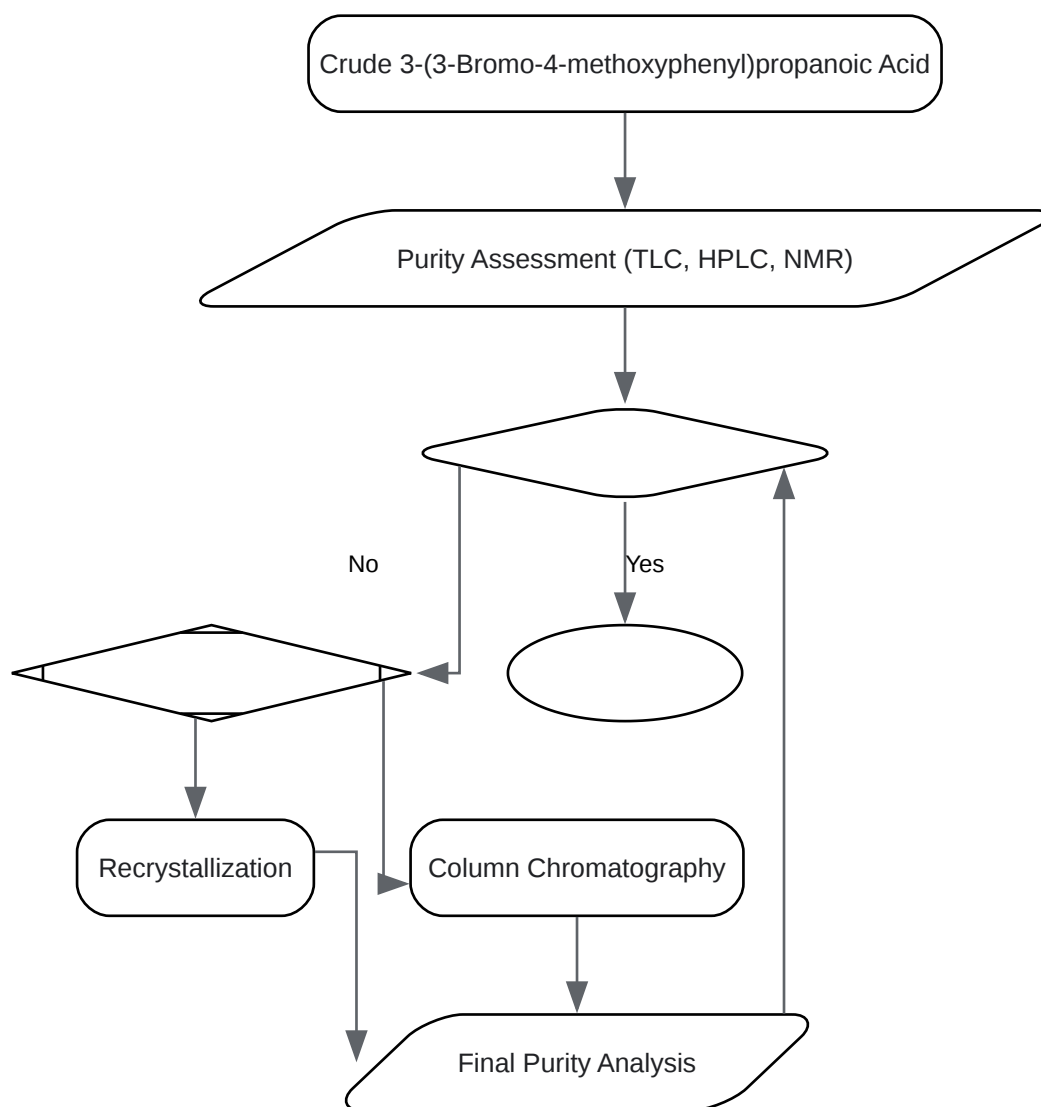 Crude 3-(3-Bromo-4-methoxyphenyl)propanoic Acid
Purity Assessment (TLC, HPLC, NMR)
No
Yes
Recrystallization
Column Chromatography
Final Purity Analysis